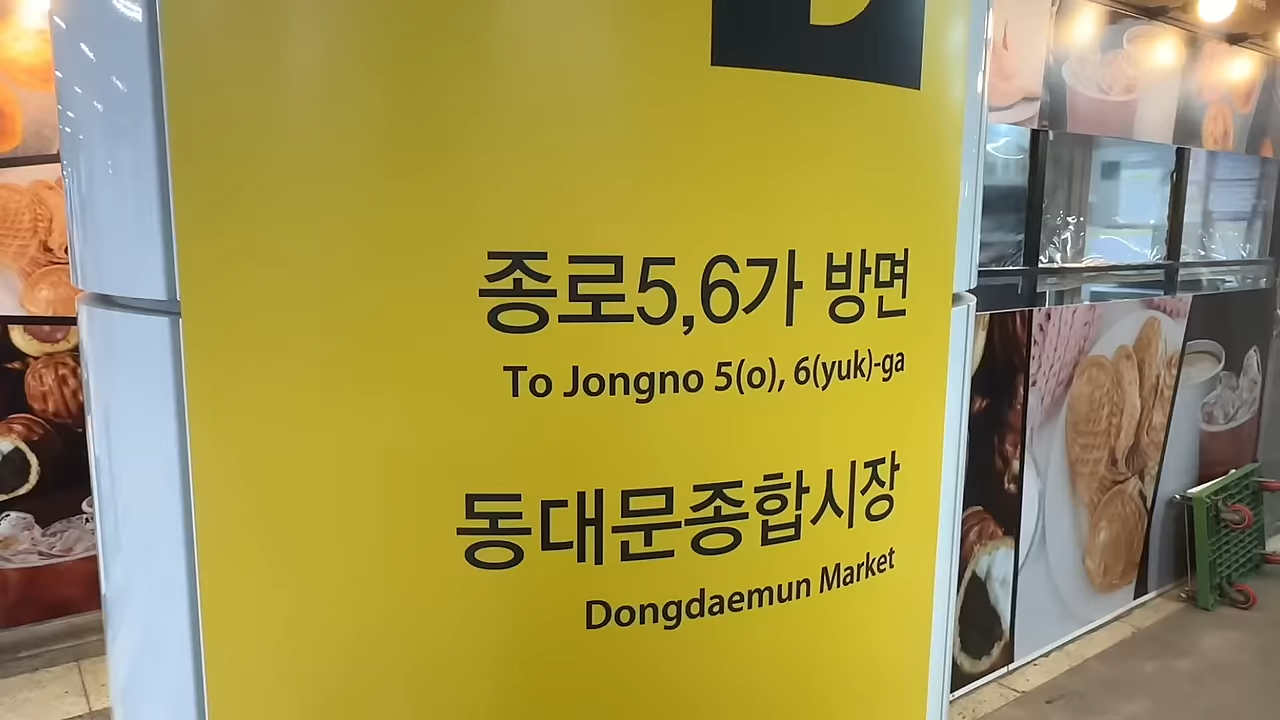 종로5,6가 방면
To Jongno 5(o), 6(yuk)-ga
동대문종합시장
Dongdaemun Market